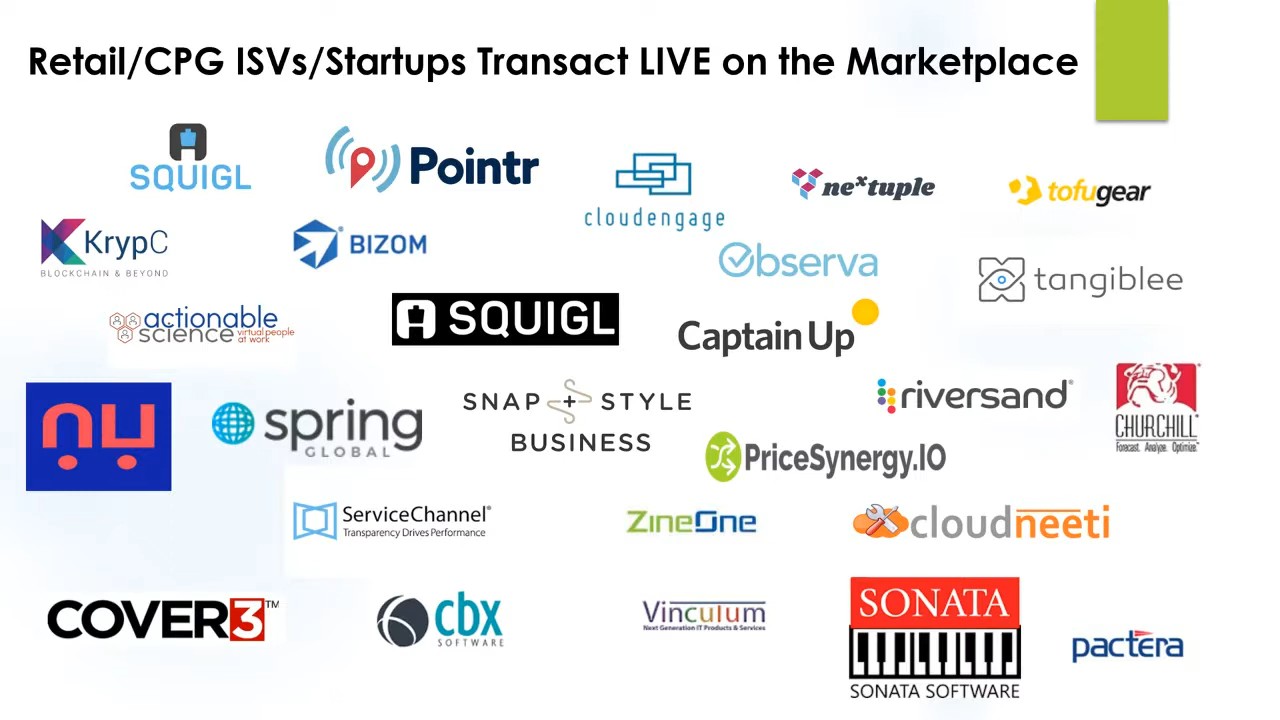 Retail/CPG ISVs/Startups Transact LIVE on the Marketplace
SQUIGL
Pointr
cloudengage
nextuple
tofugear
KrypC
BLOCKCHAIN & BEYOND
BIZOM
Observa
tangiblee
actionable
science virtual people
at work
SQUIGL
Captain Up
spring
GLOBAL
SNAP + STYLE
BUSINESS
riversand
CHURCHILL
Forecast. Analyze. Optimize.™
PriceSynergy.IO
ServiceChannel®
Transparency Drives Performance
ZineOne
cloudneeti
COVER3™
cbx
SOFTWARE
Vinculum
Next Generation IT Products & Services
SONATA
SONATA SOFTWARE
pactera